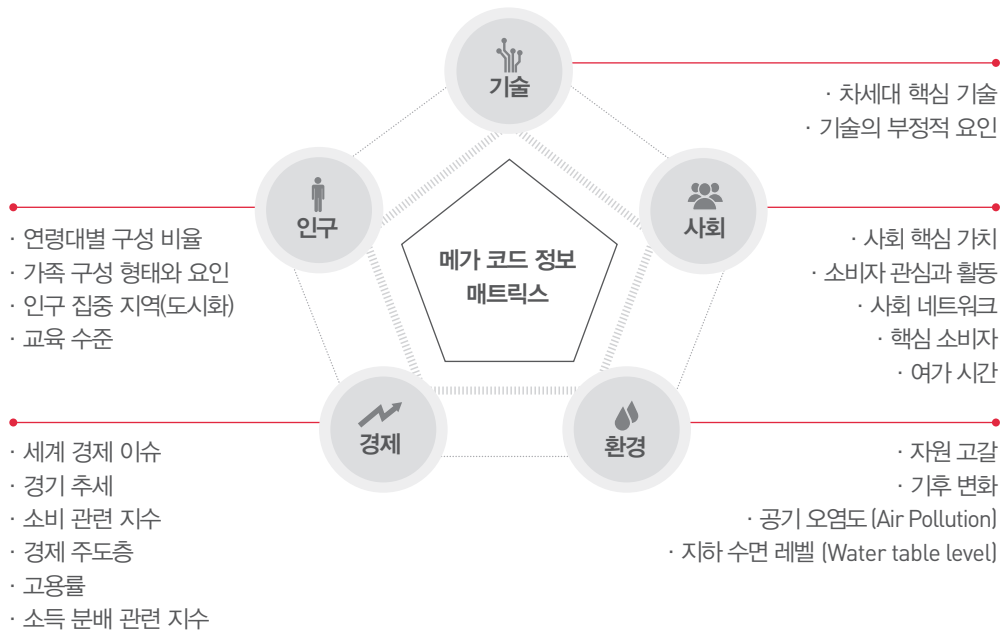 기술
· 차세대 핵심 기술
· 기술의 부정적 요인
인구
· 연령대별 구성 비율
· 가족 구성 형태와 요인
· 인구 집중 지역(도시화)
· 교육 수준
사회
· 사회 핵심 가치
· 소비자 관심과 활동
· 사회 네트워크
· 핵심 소비자
· 여가 시간
메가 코드 정보
매트릭스
경제
· 세계 경제 이슈
· 경기 추세
· 소비 관련 지수
· 경제 주도층
· 고용률
· 소득 분배 관련 지수
환경
· 자원 고갈
· 기후 변화
· 공기 오염도 (Air Pollution)
· 지하 수면 레벨 (Water table level)